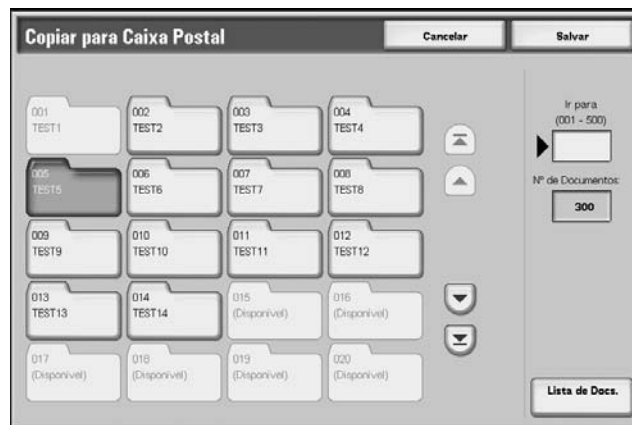 Copiar para Caixa Postal
Cancelar
Salvar
001
TEST1
002
TEST2
003
TEST3
004
TEST4
005
TEST5
006
TEST6
007
TEST7
008
TEST8
009
TEST9
010
TEST10
011
TEST11
012
TEST12
013
TEST13
014
TEST14
015
(Disponível)
016
(Disponível)
017
(Disponível)
018
(Disponível)
019
(Disponível)
020
(Disponível)
Ir para
(001 - 500)
Nº de Documentos:
300
Lista de Docs.